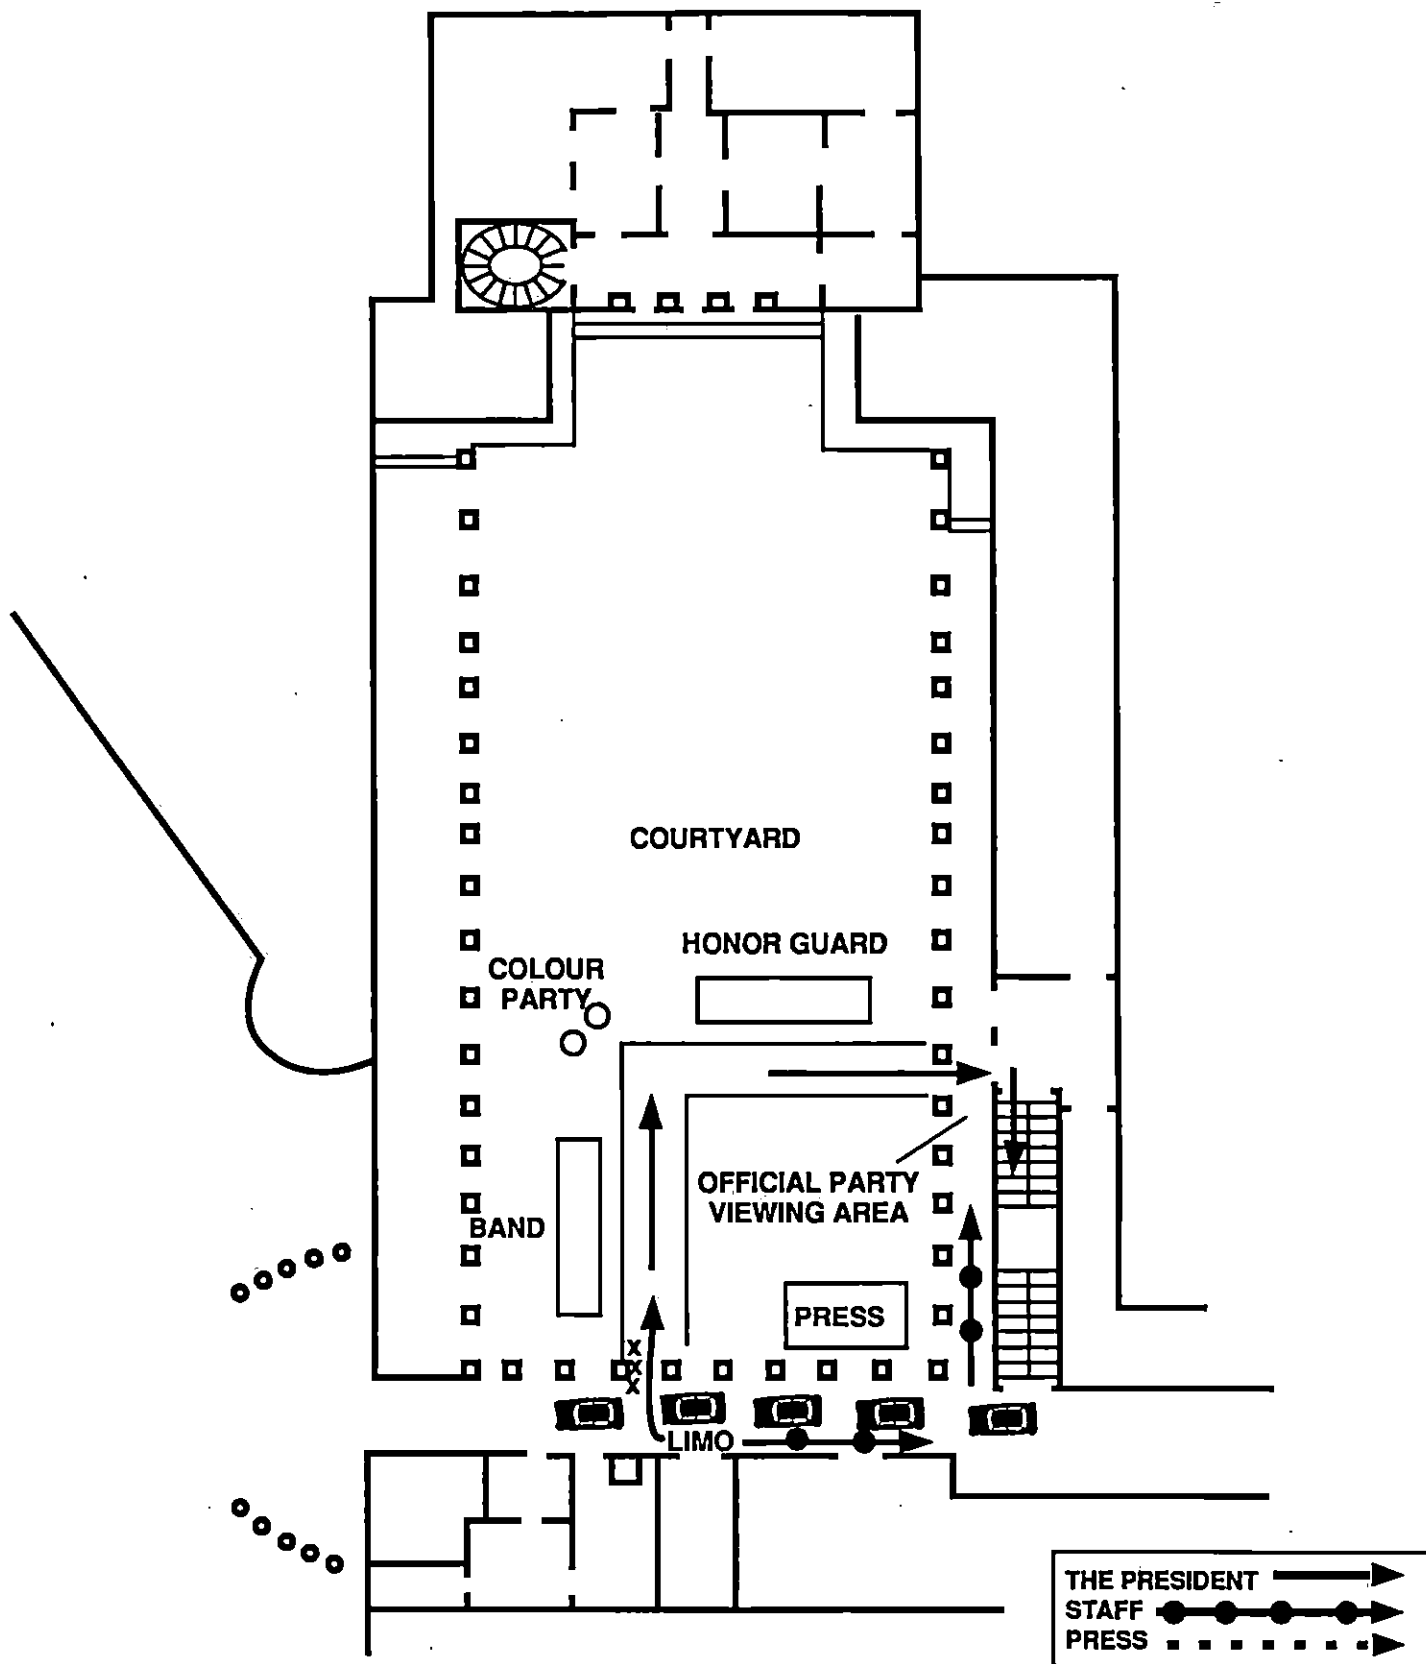 COURTYARD
HONOR GUARD
COLOUR
PARTY
OFFICIAL PARTY
VIEWING AREA
BAND
PRESS
x
x
x
LIMO
THE PRESIDENT
STAFF
PRESS